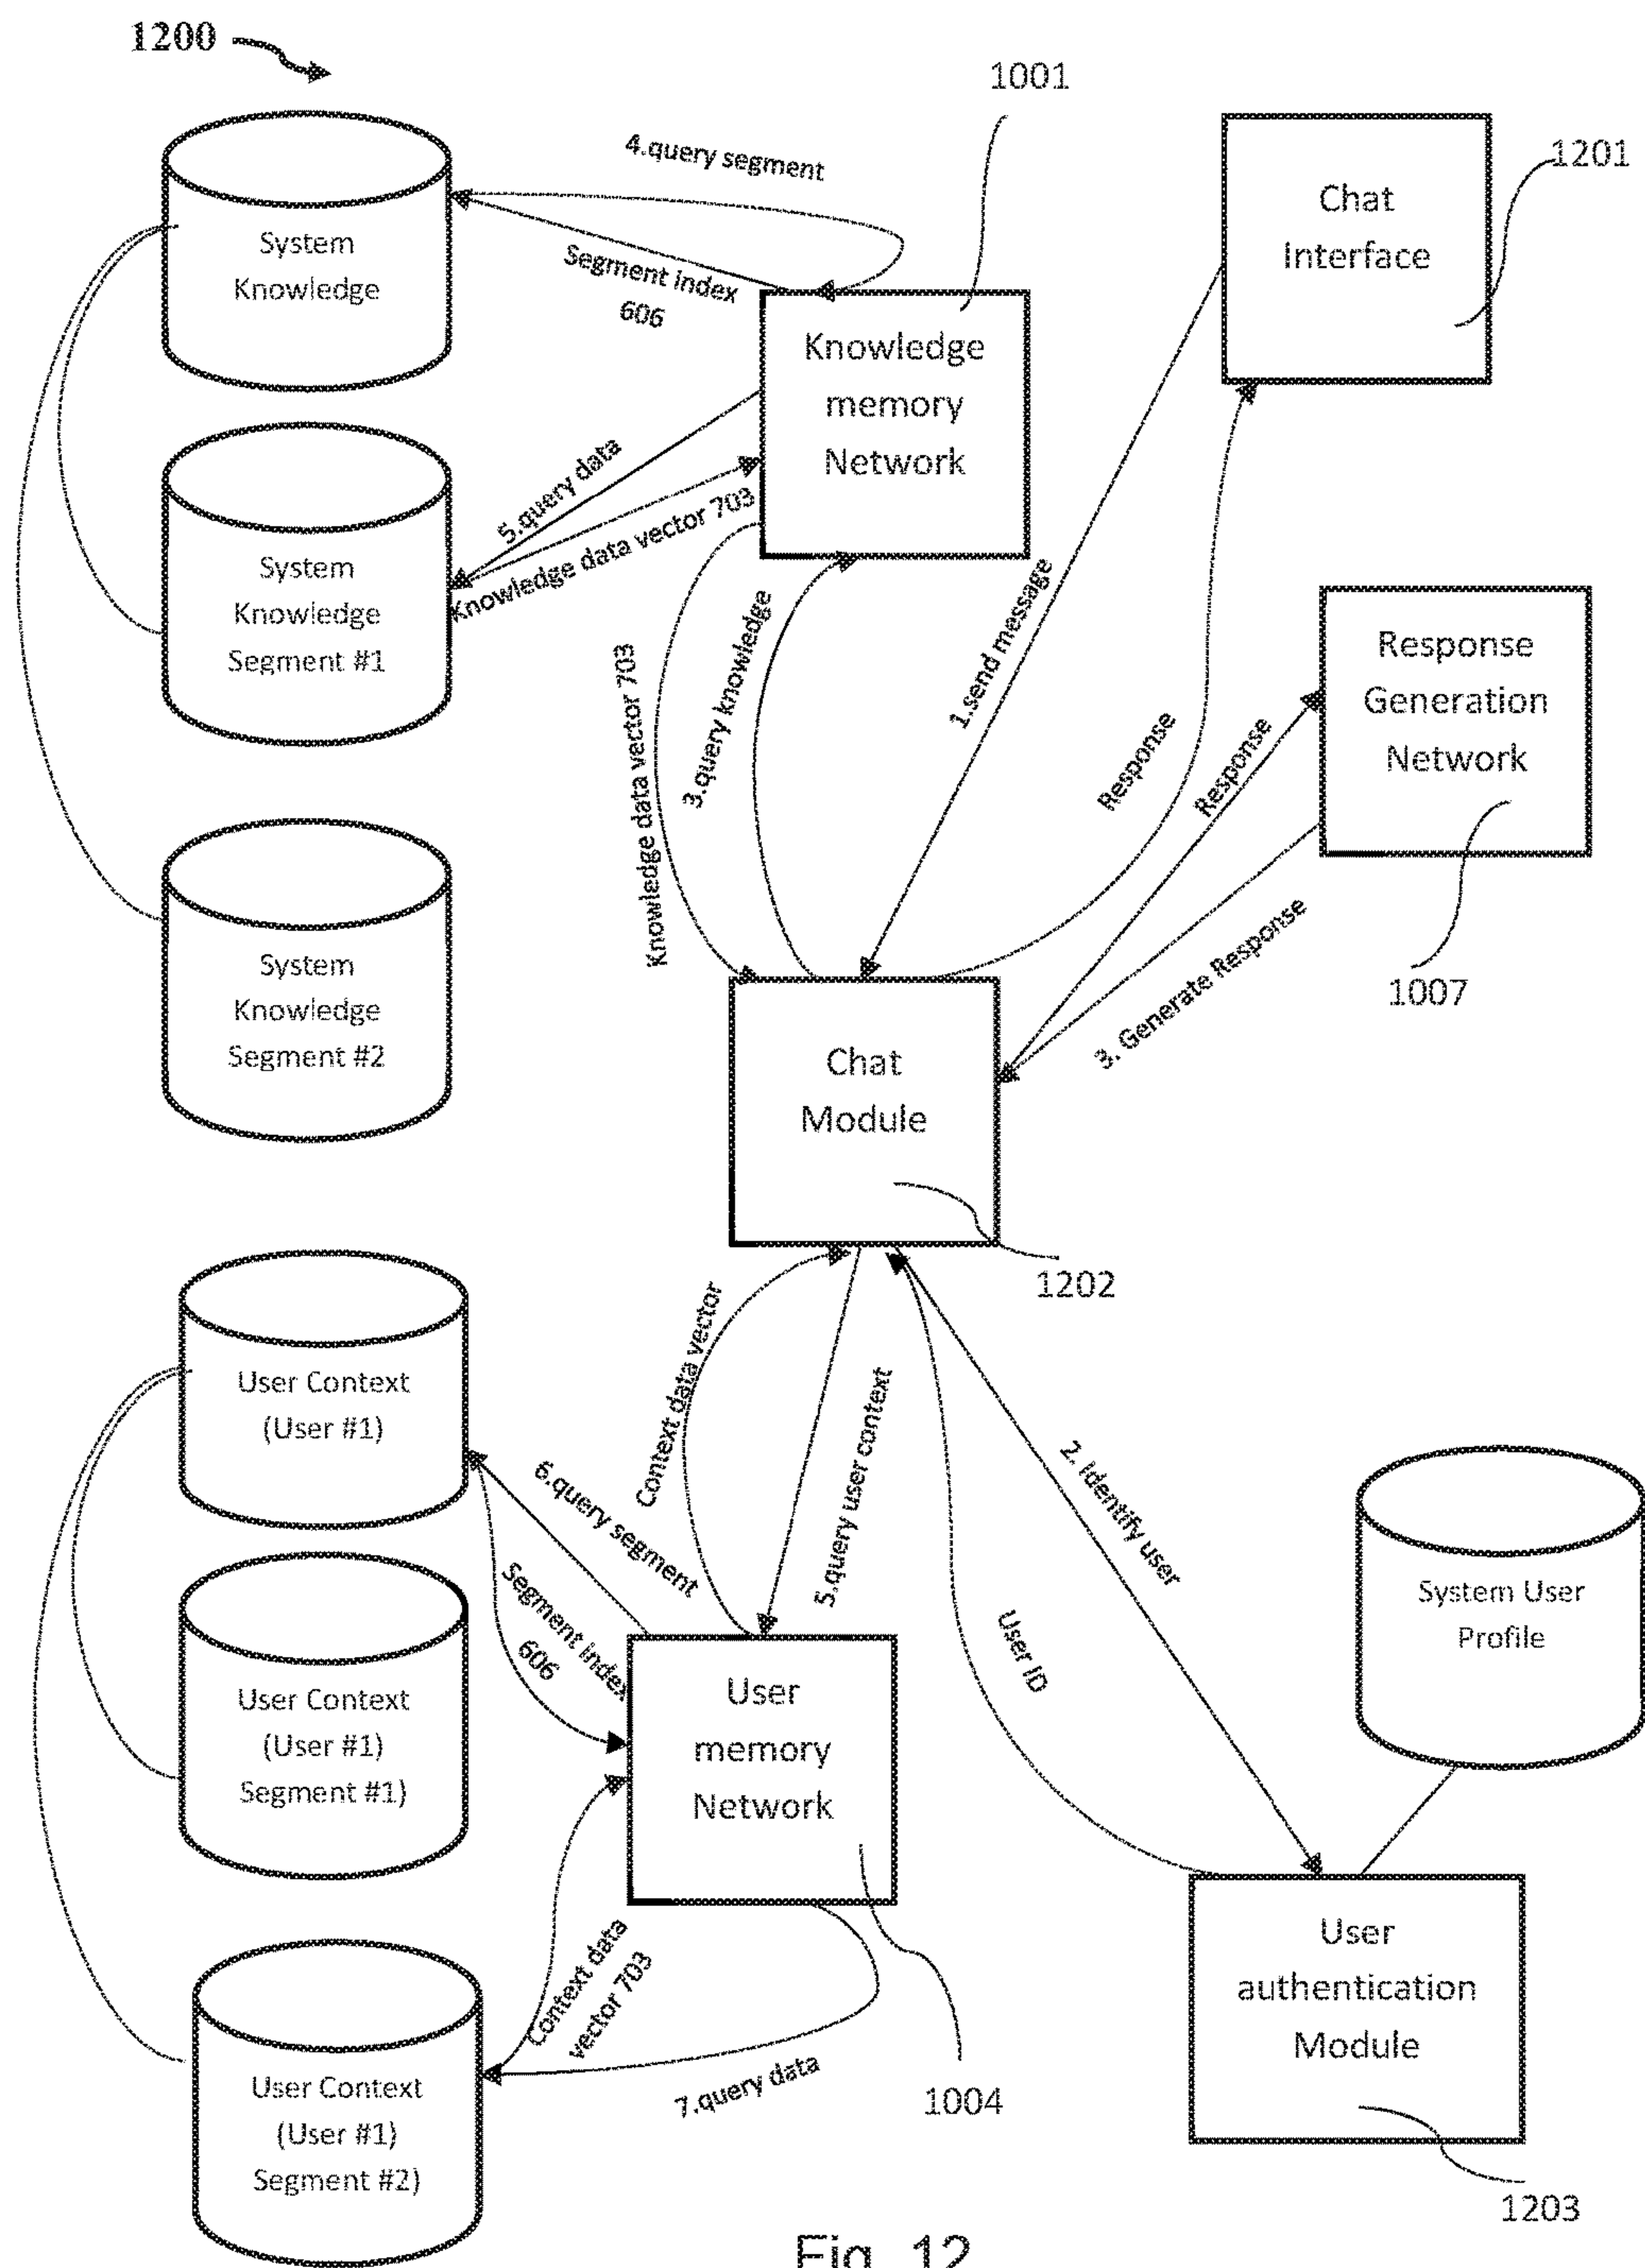 1200
1001
4.query segment
Chat
Interface
1201
System
Knowledge
Segment index
606
Knowledge
memory
Network
5.query data
Knowledge data vector 703
System
Knowledge
Segment #1
Knowledge data vector 703
3.query knowledge
1.send message
Response
Response
Response
Generation
Network
3. Generate Response
1007
System
Knowledge
Segment #2
Chat
Module
1202
User Context
(User #1)
Context data vector
5.query user context
2. Identify user
6.query segment
Segment index
606
User ID
System User
Profile
User Context
(User #1)
Segment #1)
User
memory
Network
Context data
vector 703
7.query data
1004
User
authentication
Module
User Context
(User #1)
Segment #2)
1203
Fig. 12